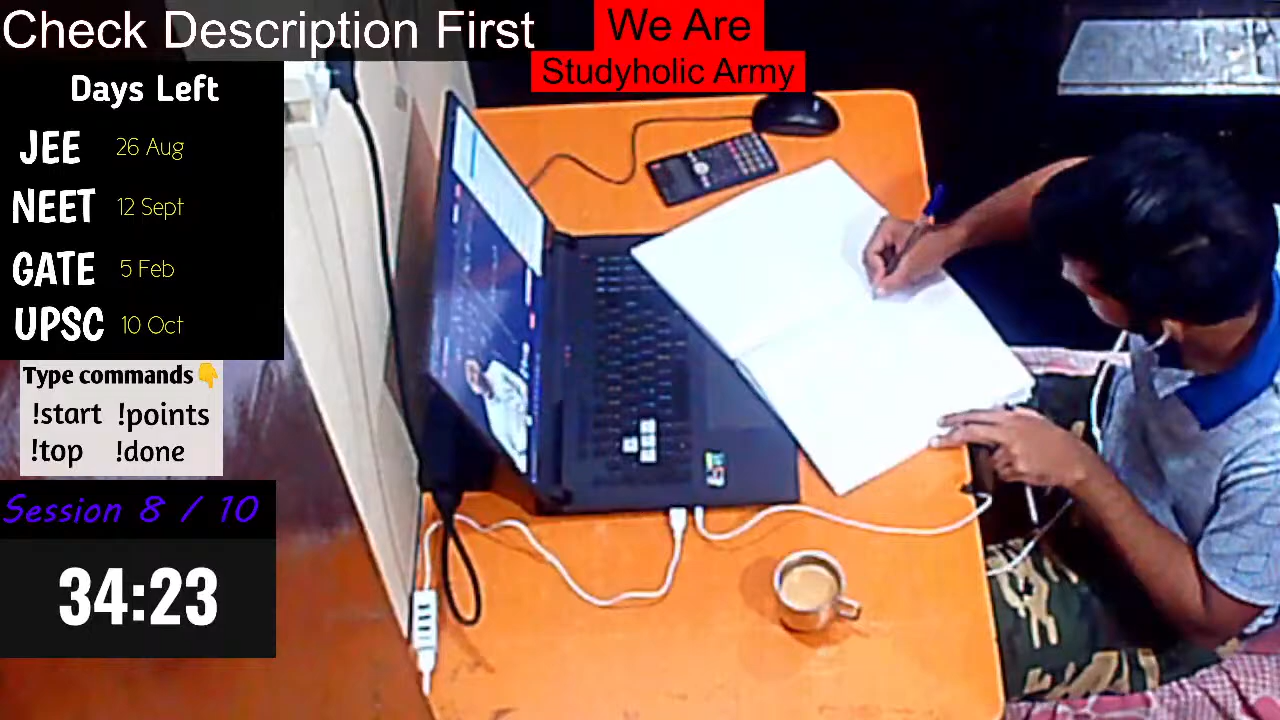 Check Description First
We Are
Studyholic Army
Days Left
JEE 26 Aug
NEET 12 Sept
GATE 5 Feb
UPSC 10 Oct
Type commands👇
!start !points
!top !done
Session 8 / 10
34:23